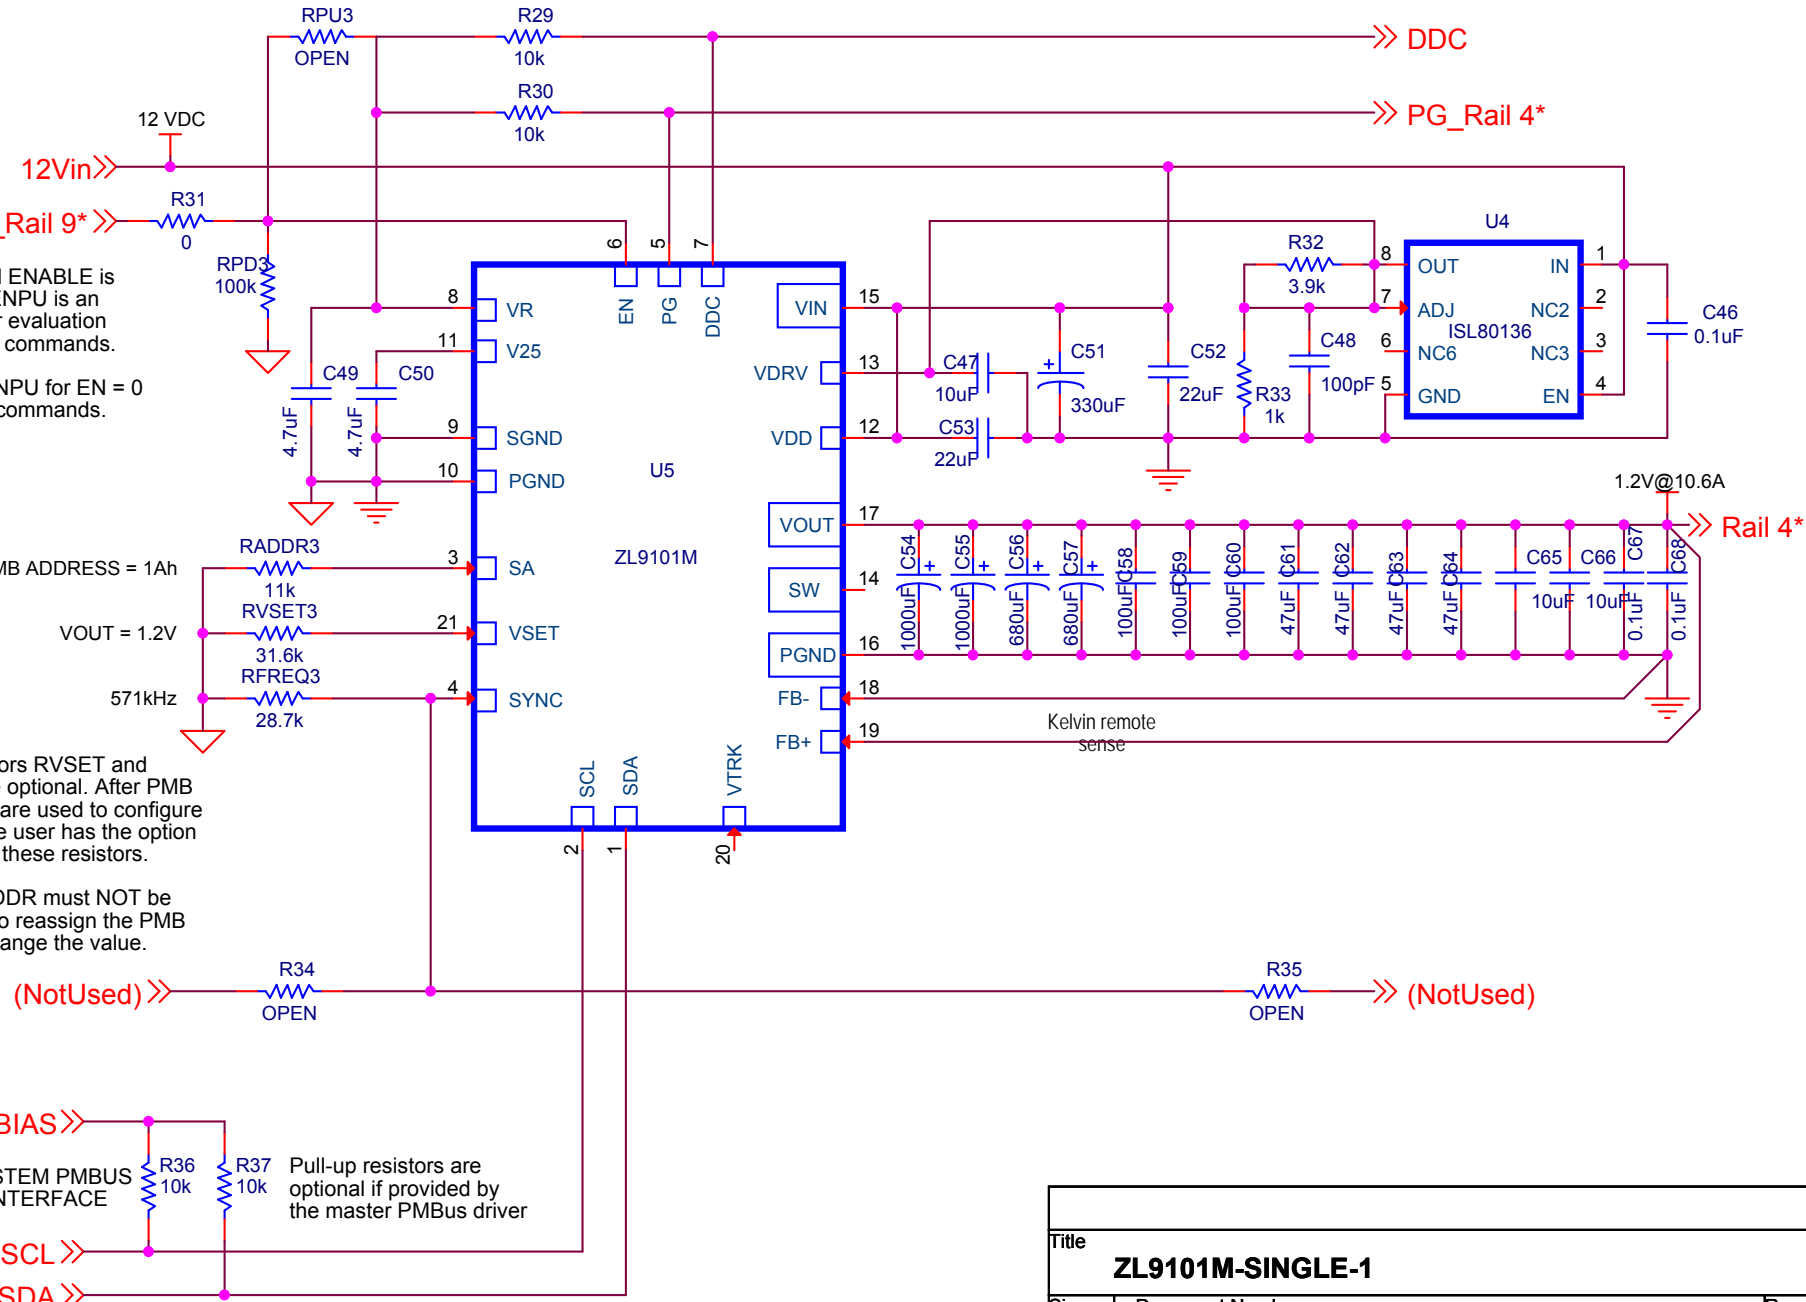 RPU3
OPEN
R29
10k
DDC
R30
10k
PG_Rail 4*
12 VDC
12Vin
_Rail 9*
R31
0
RPD3
100k
ENABLE is
ENPU is an
evaluation
commands.
NPU for EN = 0
commands.
U4
ISL80136
8 OUT
7 ADJ
6 NC6
5 GND
IN 1
NC2 2
NC3 3
EN 4
R32
3.9k
R33
1k
C48
100pF
C46
0.1uF
C47
10uF
C53
22uF
C51
330uF
C52
22uF
C49
4.7uF
C50
4.7uF
U5
ZL9101M
6 EN
5 PG
7 DDC
8 VR
11 V25
9 SGND
10 PGND
3 SA
21 VSET
4 SYNC
2 SCL
1 SDA
20 VTRK
VIN 15
VDRV 13
VDD 12
VOUT 17
SW 14
PGND 16
FB- 18
FB+ 19
1.2V@10.6A
Rail 4*
C54
1000uF
C55
1000uF
C56
680uF
C57
680uF
C58
100uF
C59
100uF
C60
100uF
C61
47uF
C62
47uF
C63
47uF
C64
47uF
C65
10uF
C66
10uF
C67
0.1uF
C68
0.1uF
Kelvin remote
sense
MB ADDRESS = 1Ah
RADDR3
11k
VOUT = 1.2V
RVSET3
31.6k
571kHz
RFREQ3
28.7k
ors RVSET and
optional. After PMB
are used to configure
e user has the option
these resistors.
DDR must NOT be
o reassign the PMB
ange the value.
(NotUsed)
R34
OPEN
R35
OPEN
(NotUsed)
BIAS
STEM PMBUS
NTERFACE
R36
10k
R37
10k
Pull-up resistors are
optional if provided by
the master PMBus driver
SCL
SDA
Title
ZL9101M-SINGLE-1